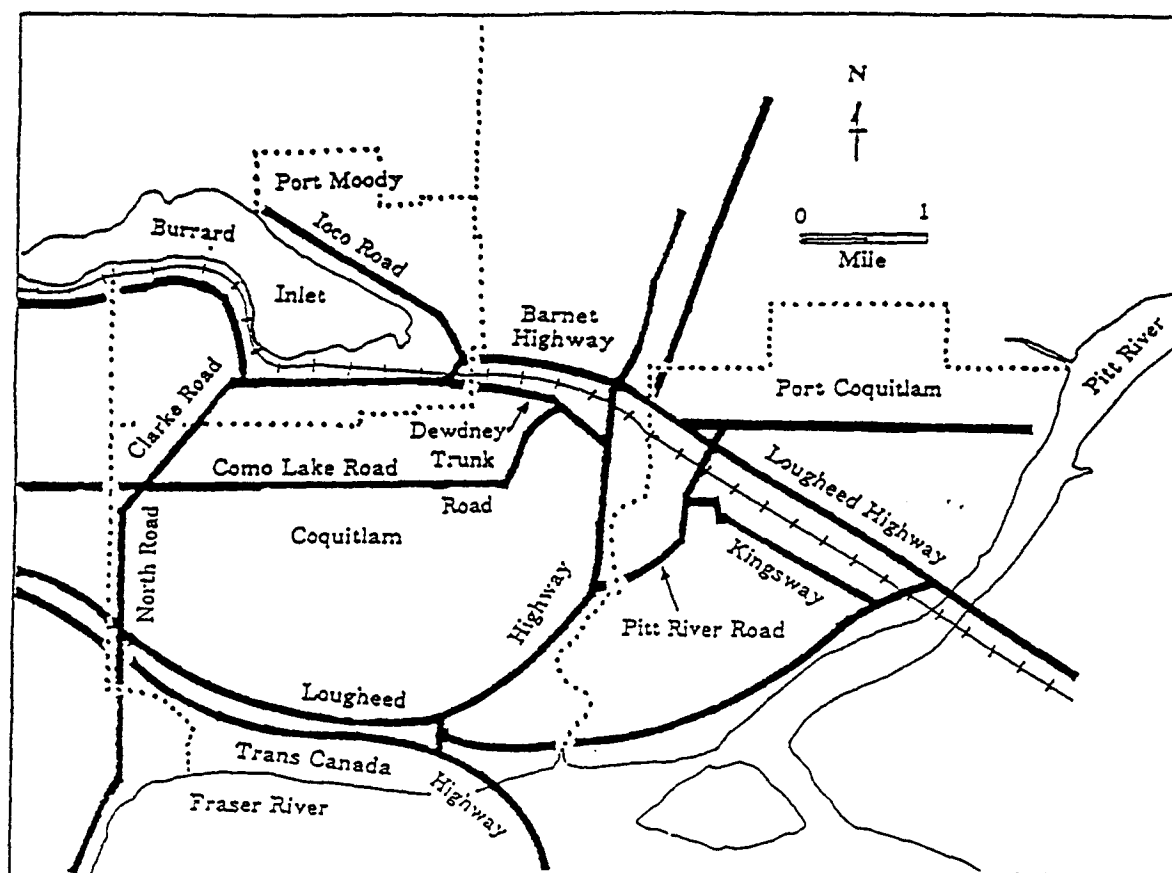 N
Port Moody
0 1
Mile
Ioco Road
Burrard
Inlet
Barnet
Highway
Pitt River
Port Coquitlam
Clarke Road
Dewdney
Trunk
Road
Como Lake Road
Lougheed Highway
North Road
Coquitlam
Kingsway
Highway
Pitt River Road
Lougheed
Trans Canada
Highway
Fraser River